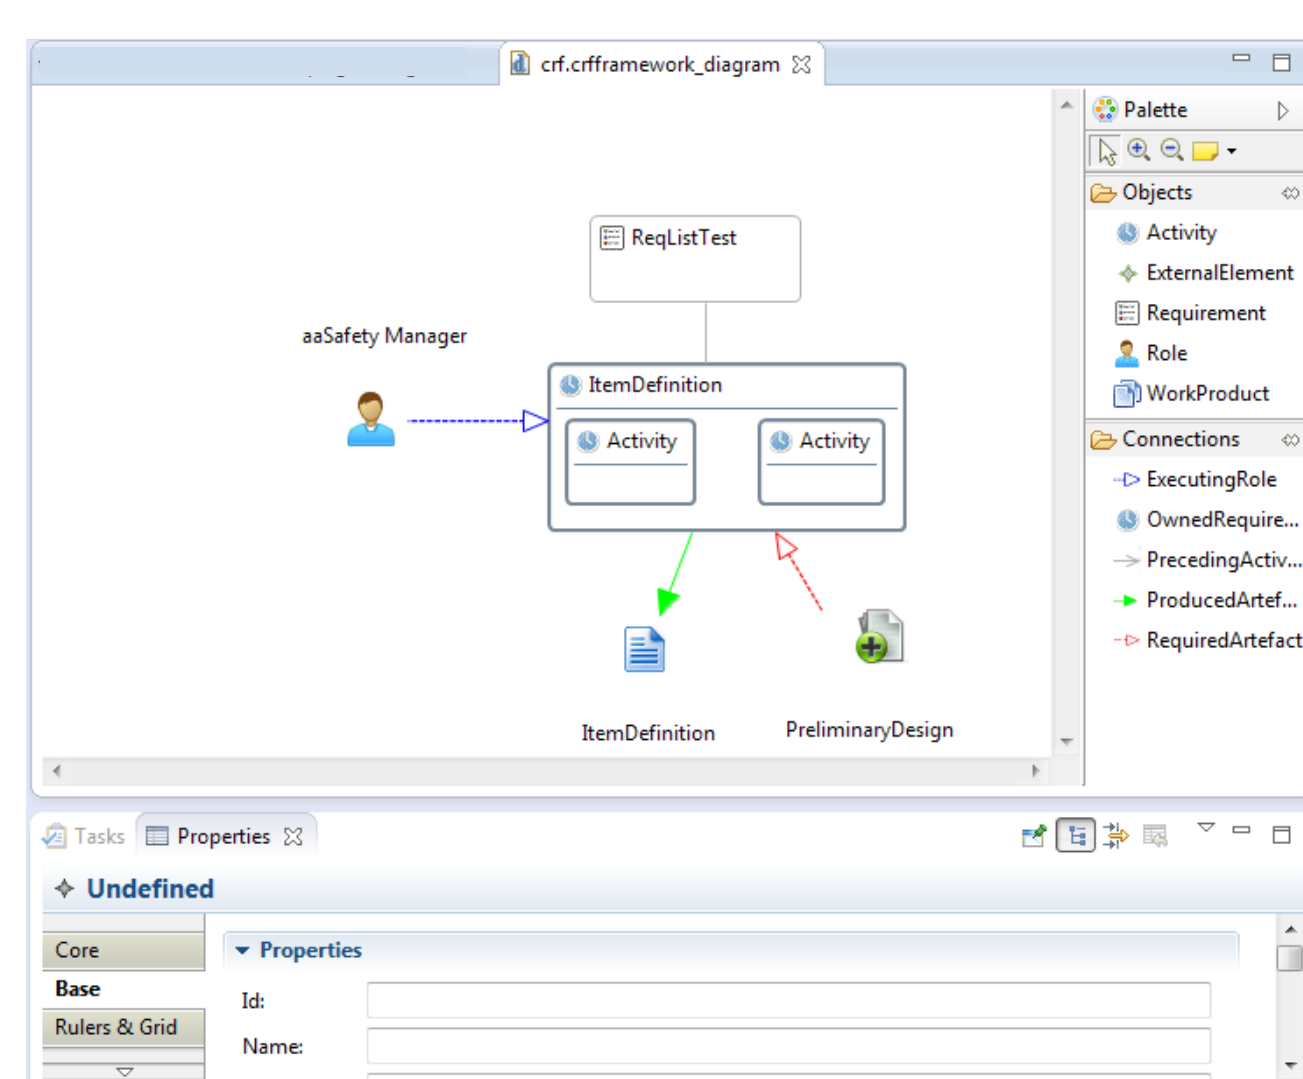 crf.crfframework_diagram
Palette
Objects
Activity
ExternalElement
Requirement
Role
WorkProduct
Connections
ExecutingRole
OwnedRequire...
PrecedingActiv...
ProducedArtef...
RequiredArtefact
ReqListTest
aaSafety Manager
ItemDefinition
Activity
Activity
ItemDefinition
PreliminaryDesign
Tasks
Properties
Undefined
Core
Base
Rulers & Grid
Properties
Id:
Name: